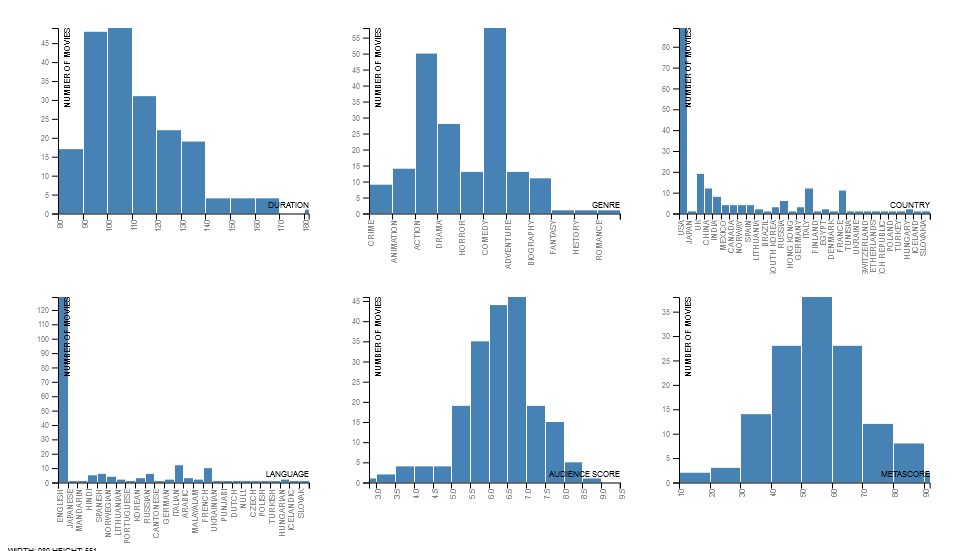 NUMBER OF MOVIES
45
40
35
30
25
20
15
10
5
0
DURATION
80
90
100
110
120
130
140
150
160
170
180
NUMBER OF MOVIES
55
50
45
40
35
30
25
20
15
10
5
0
GENRE
CRIME
ANIMATION
ACTION
DRAMA
HORROR
COMEDY
ADVENTURE
BIOGRAPHY
FANTASY
HISTORY
ROMANCE
NUMBER OF MOVIES
80
70
60
50
40
30
20
10
0
COUNTRY
USA
JAPAN
UK
CHINA
INDIA
MEXICO
CANADA
NORWAY
SPAIN
LITHUANIA
BRAZIL
SOUTH KOREA
RUSSIA
HONG KONG
GERMANY
ITALY
FINLAND
EGYPT
DENMARK
FRANCE
TUNISIA
UKRAINE
SWITZERLAND
ETHERLANDS
CH REPUBLIC
POLAND
TURKEY
HUNGARY
ICELAND
SLOVAKIA
NUMBER OF MOVIES
120
110
100
90
80
70
60
50
40
30
20
10
0
LANGUAGE
ENGLISH
JAPANESE
MANDARIN
HINDI
SPANISH
NORWEGIAN
LITHUANIAN
PORTUGUESE
KOREAN
RUSSIAN
CANTONESE
GERMAN
ITALIAN
ARABIC
MALAYALAM
FRENCH
UKRAINIAN
PUNJABI
DUTCH
NULL
CZECH
POLISH
TURKISH
HUNGARIAN
ICELANDIC
SLOVAK
NUMBER OF MOVIES
45
40
35
30
25
20
15
10
5
0
AUDIENCE SCORE
3.0
3.5
4.0
4.5
5.0
5.5
6.0
6.5
7.0
7.5
8.0
8.5
9.0
9.5
NUMBER OF MOVIES
35
30
25
20
15
10
5
0
METASCORE
10
20
30
40
50
60
70
80
90
WIDTH: 980 HEIGHT: 551